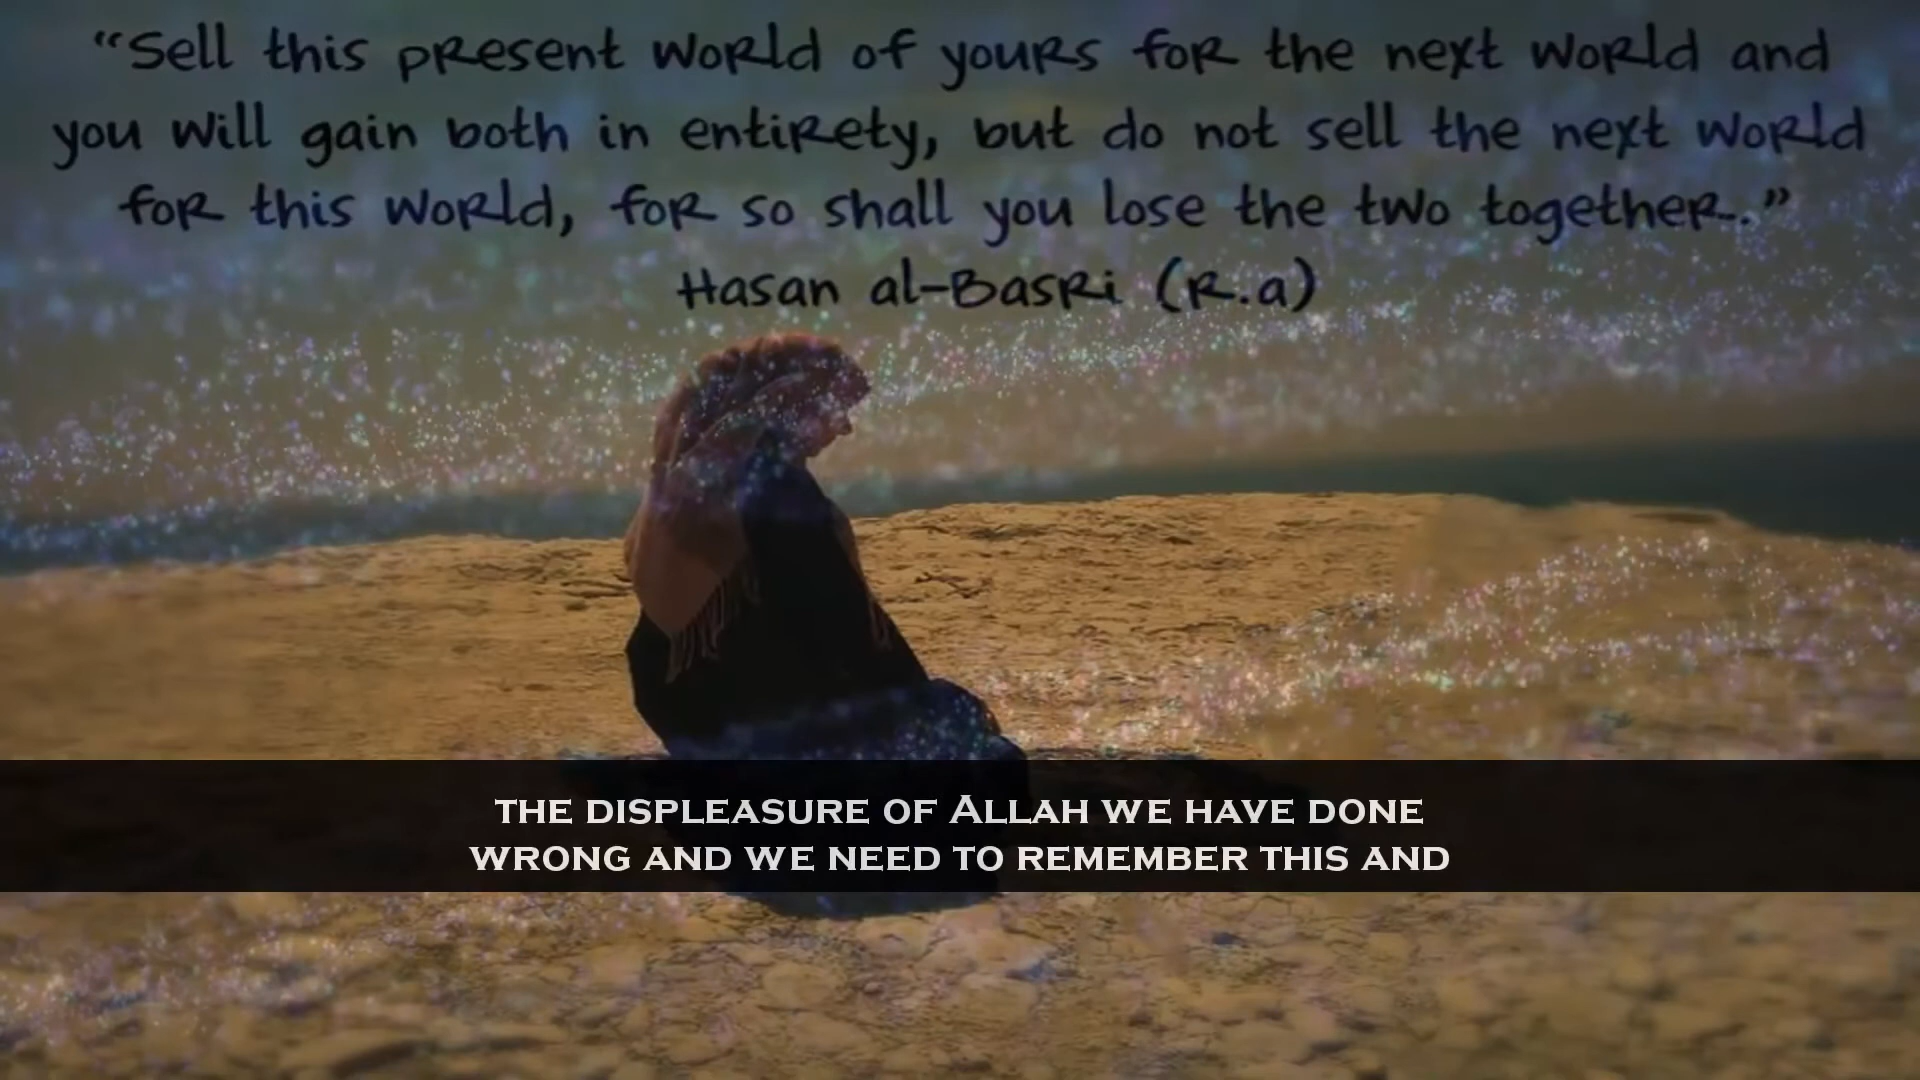 “Sell this present world of yours for the next world and
you will gain both in entirety, but do not sell the next world
for this world, for so shall you lose the two together..”
Hasan al-Basri (R.a)
THE DISPLEASURE OF ALLAH WE HAVE DONE
WRONG AND WE NEED TO REMEMBER THIS AND